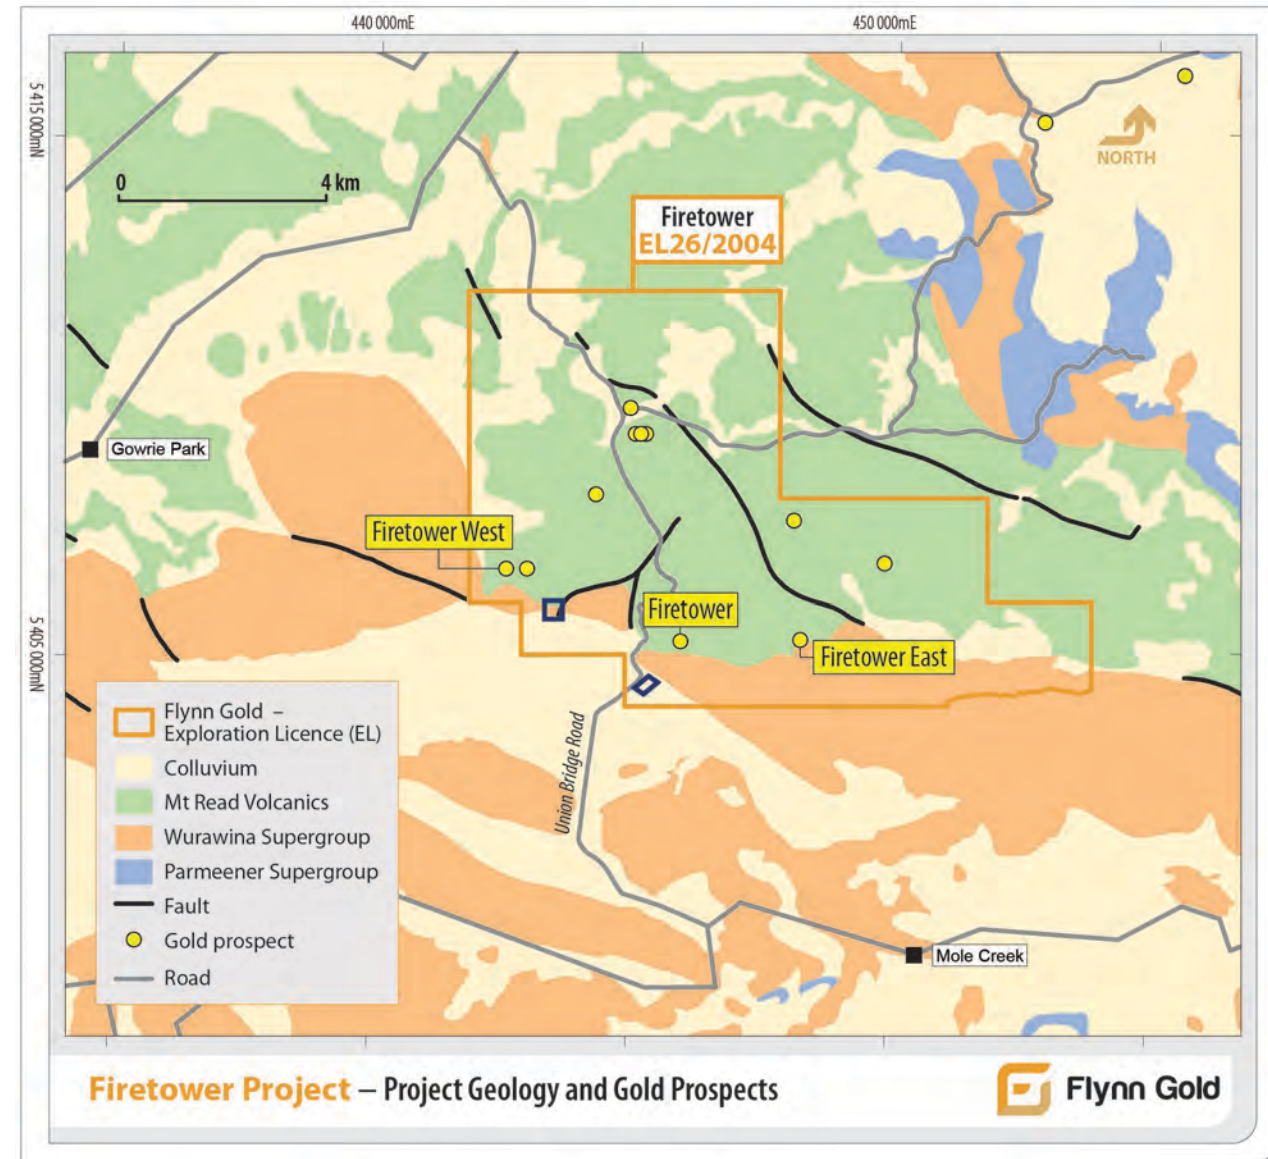 440 000mE
450 000mE
5 415 000mN
0 4 km
NORTH
Firetower
EL26/2004
Gowrie Park
Firetower West
Firetower
Firetower East
5 405 000mN
Union Bridge Road
Mole Creek
Flynn Gold –
Exploration Licence (EL)
Colluvium
Mt Read Volcanics
Wurawina Supergroup
Parmeener Supergroup
Fault
Gold prospect
Road
Firetower Project – Project Geology and Gold Prospects
Flynn Gold